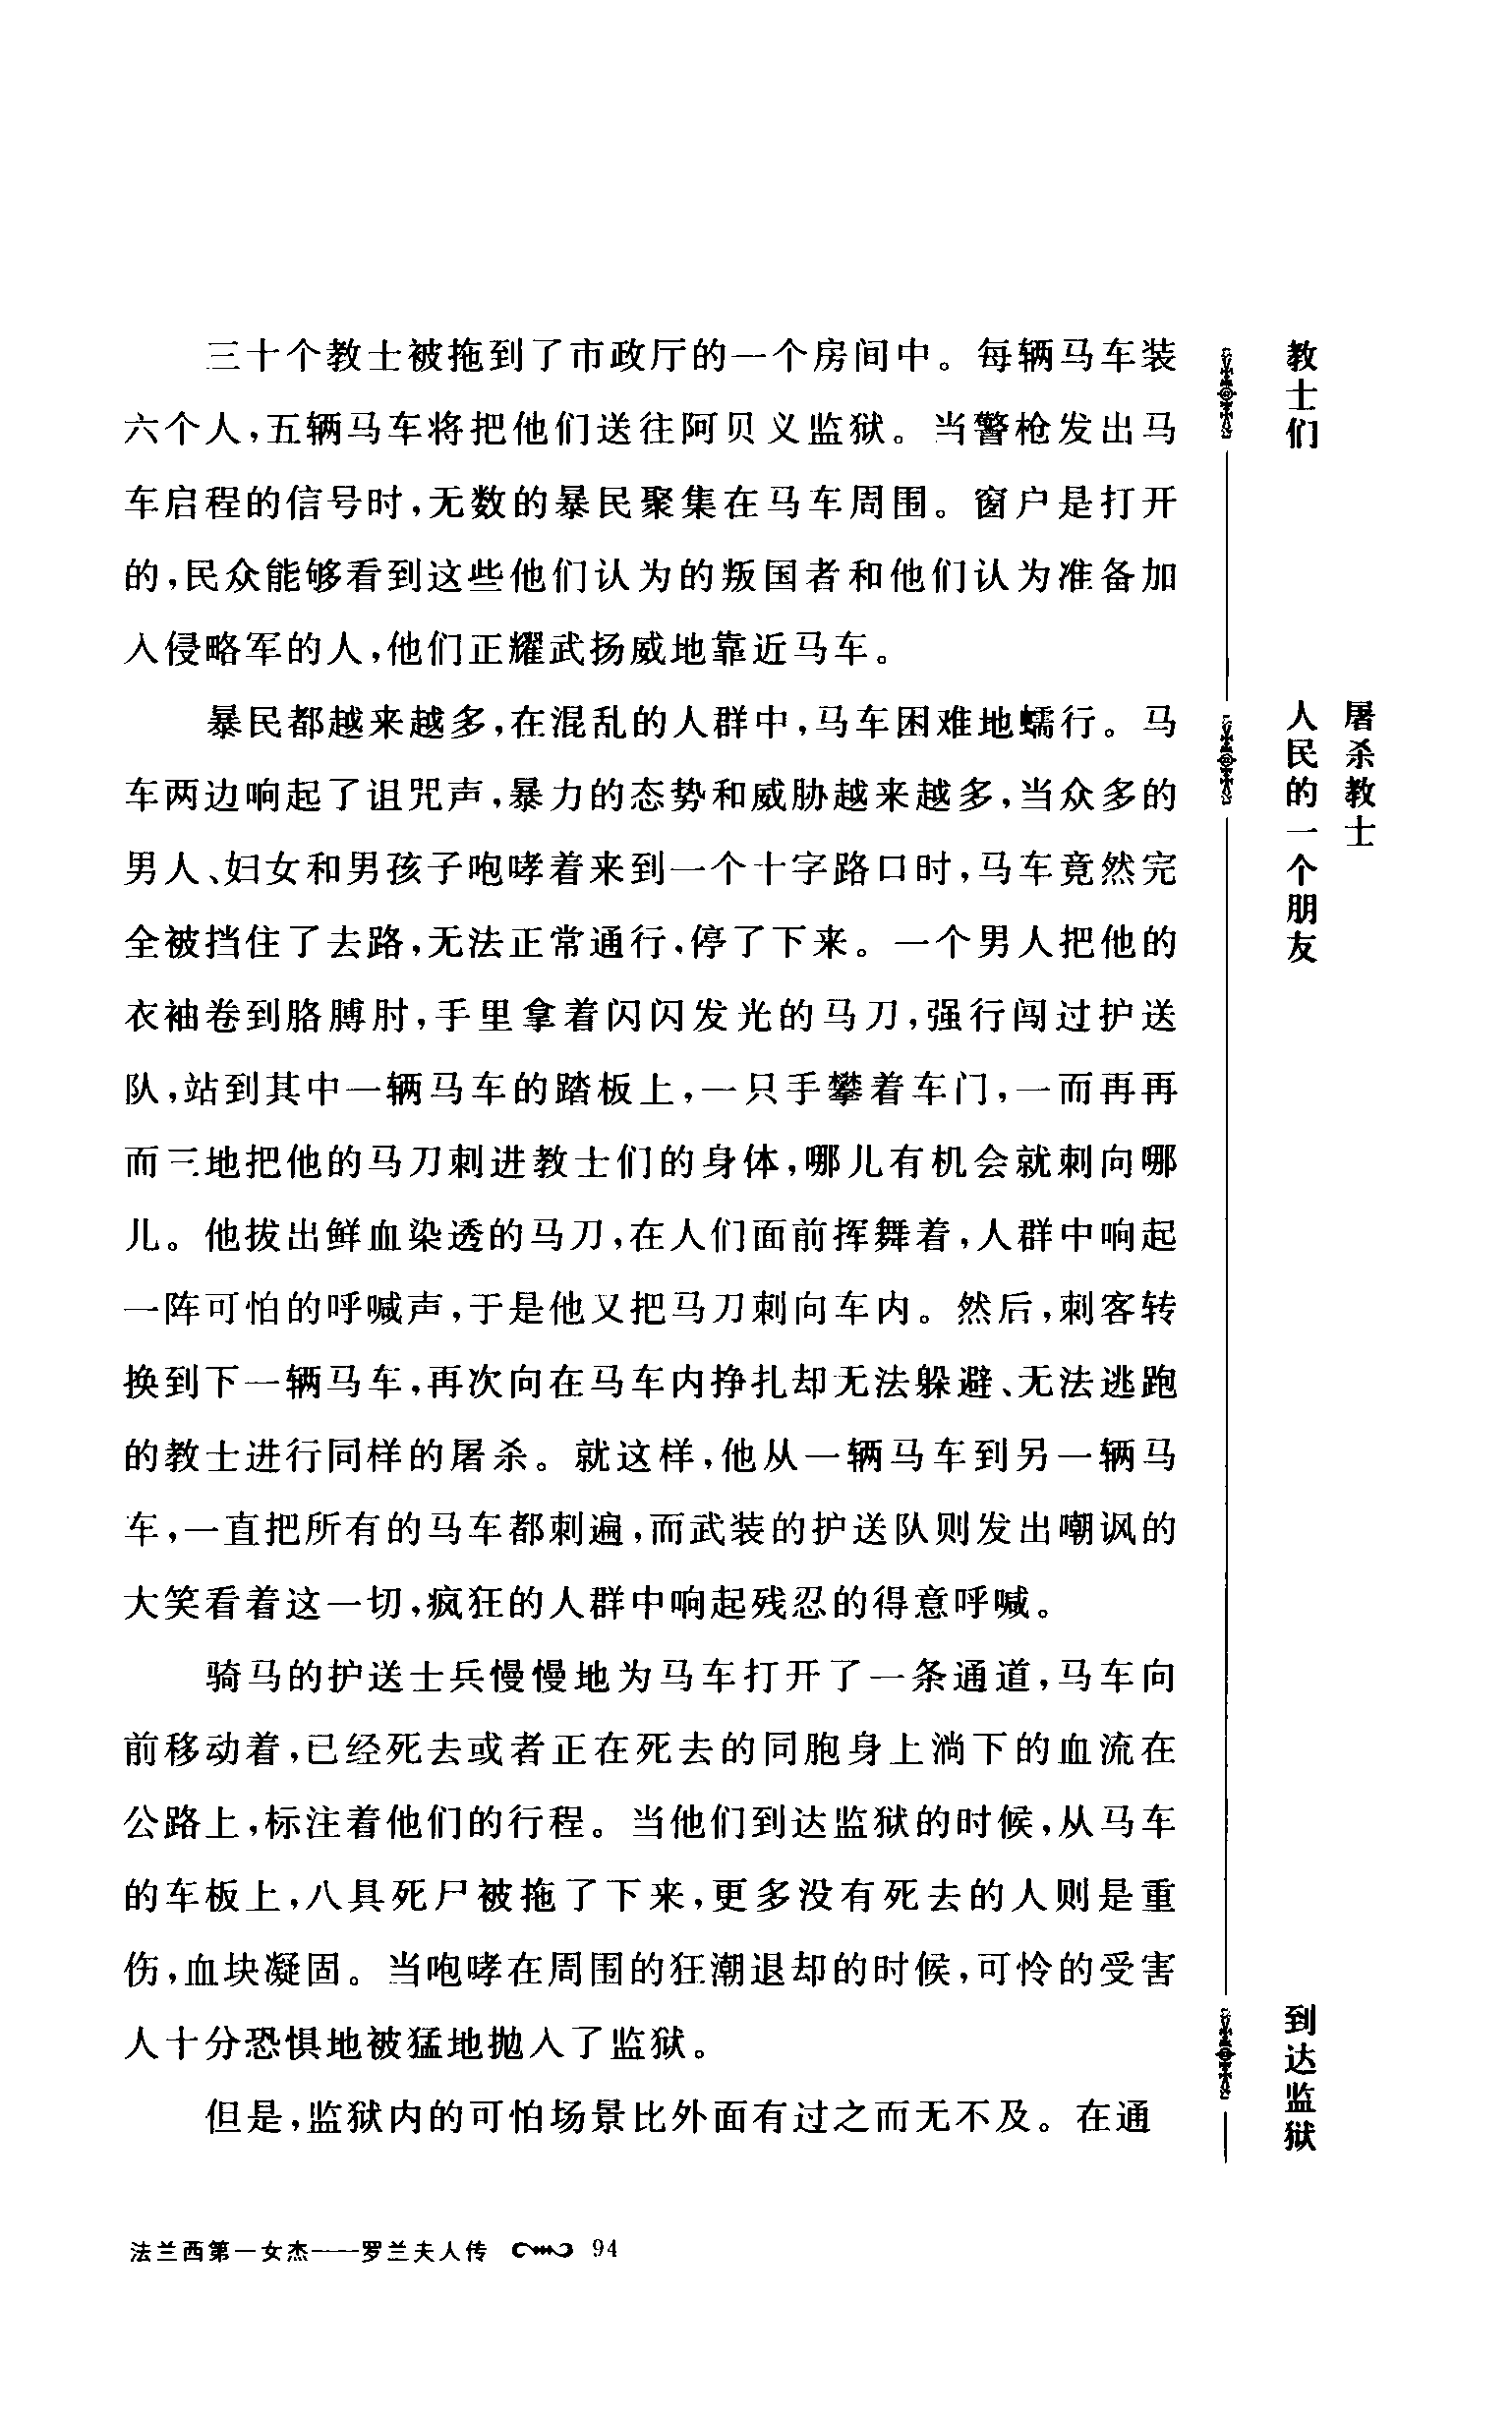 三十个教士被拖到了市政厅的一个房间中。每辆马车装
六个人，五辆马车将把他们送往阿贝义监狱。当警枪发出马
车启程的信号时，无数的暴民聚集在马车周围。窗户是打开
的，民众能够看到这些他们认为的叛国者和他们认为准备加
入侵略军的人，他们正耀武扬威地靠近马车。
暴民都越来越多，在混乱的人群中，马车困难地蠕行。马
车两边响起了诅咒声，暴力的态势和威胁越来越多，当众多的
男人、妇女和男孩子咆哮着来到一个十字路口时，马车竟然完
全被挡住了去路，无法正常通行，停了下来。一个男人把他的
衣袖卷到胳膊肘，手里拿着闪闪发光的马刀，强行闯过护送
队，站到其中一辆马车的踏板上，一只手攀着车门，一而再再
而三地把他的马刀刺进教士们的身体，哪儿有机会就刺向哪
儿。他拔出鲜血染透的马刀，在人们面前挥舞着，人群中响起
一阵可怕的呼喊声，于是他又把马刀刺向车内。然后，刺客转
换到下一辆马车，再次向在马车内挣扎却无法躲避、无法逃跑
的教士进行同样的屠杀。就这样，他从一辆马车到另一辆马
车，一直把所有的马车都刺遍，而武装的护送队则发出嘲讽的
大笑看着这一切，疯狂的人群中响起残忍的得意呼喊。
骑马的护送士兵慢慢地为马车打开了一条通道，马车向
前移动着，已经死去或者正在死去的同胞身上淌下的血流在
公路上，标注着他们的行程。当他们到达监狱的时候，从马车
的车板上，八具死尸被拖了下来，更多没有死去的人则是重
伤，血块凝固。当咆哮在周围的狂潮退却的时候，可怜的受害
人十分恐惧地被猛地抛入了监狱。
但是，监狱内的可怕场景比外面有过之而无不及。在通
教士们
屠杀教士
人民的一个朋友
到达监狱
法兰西第一女杰——罗兰夫人传 94